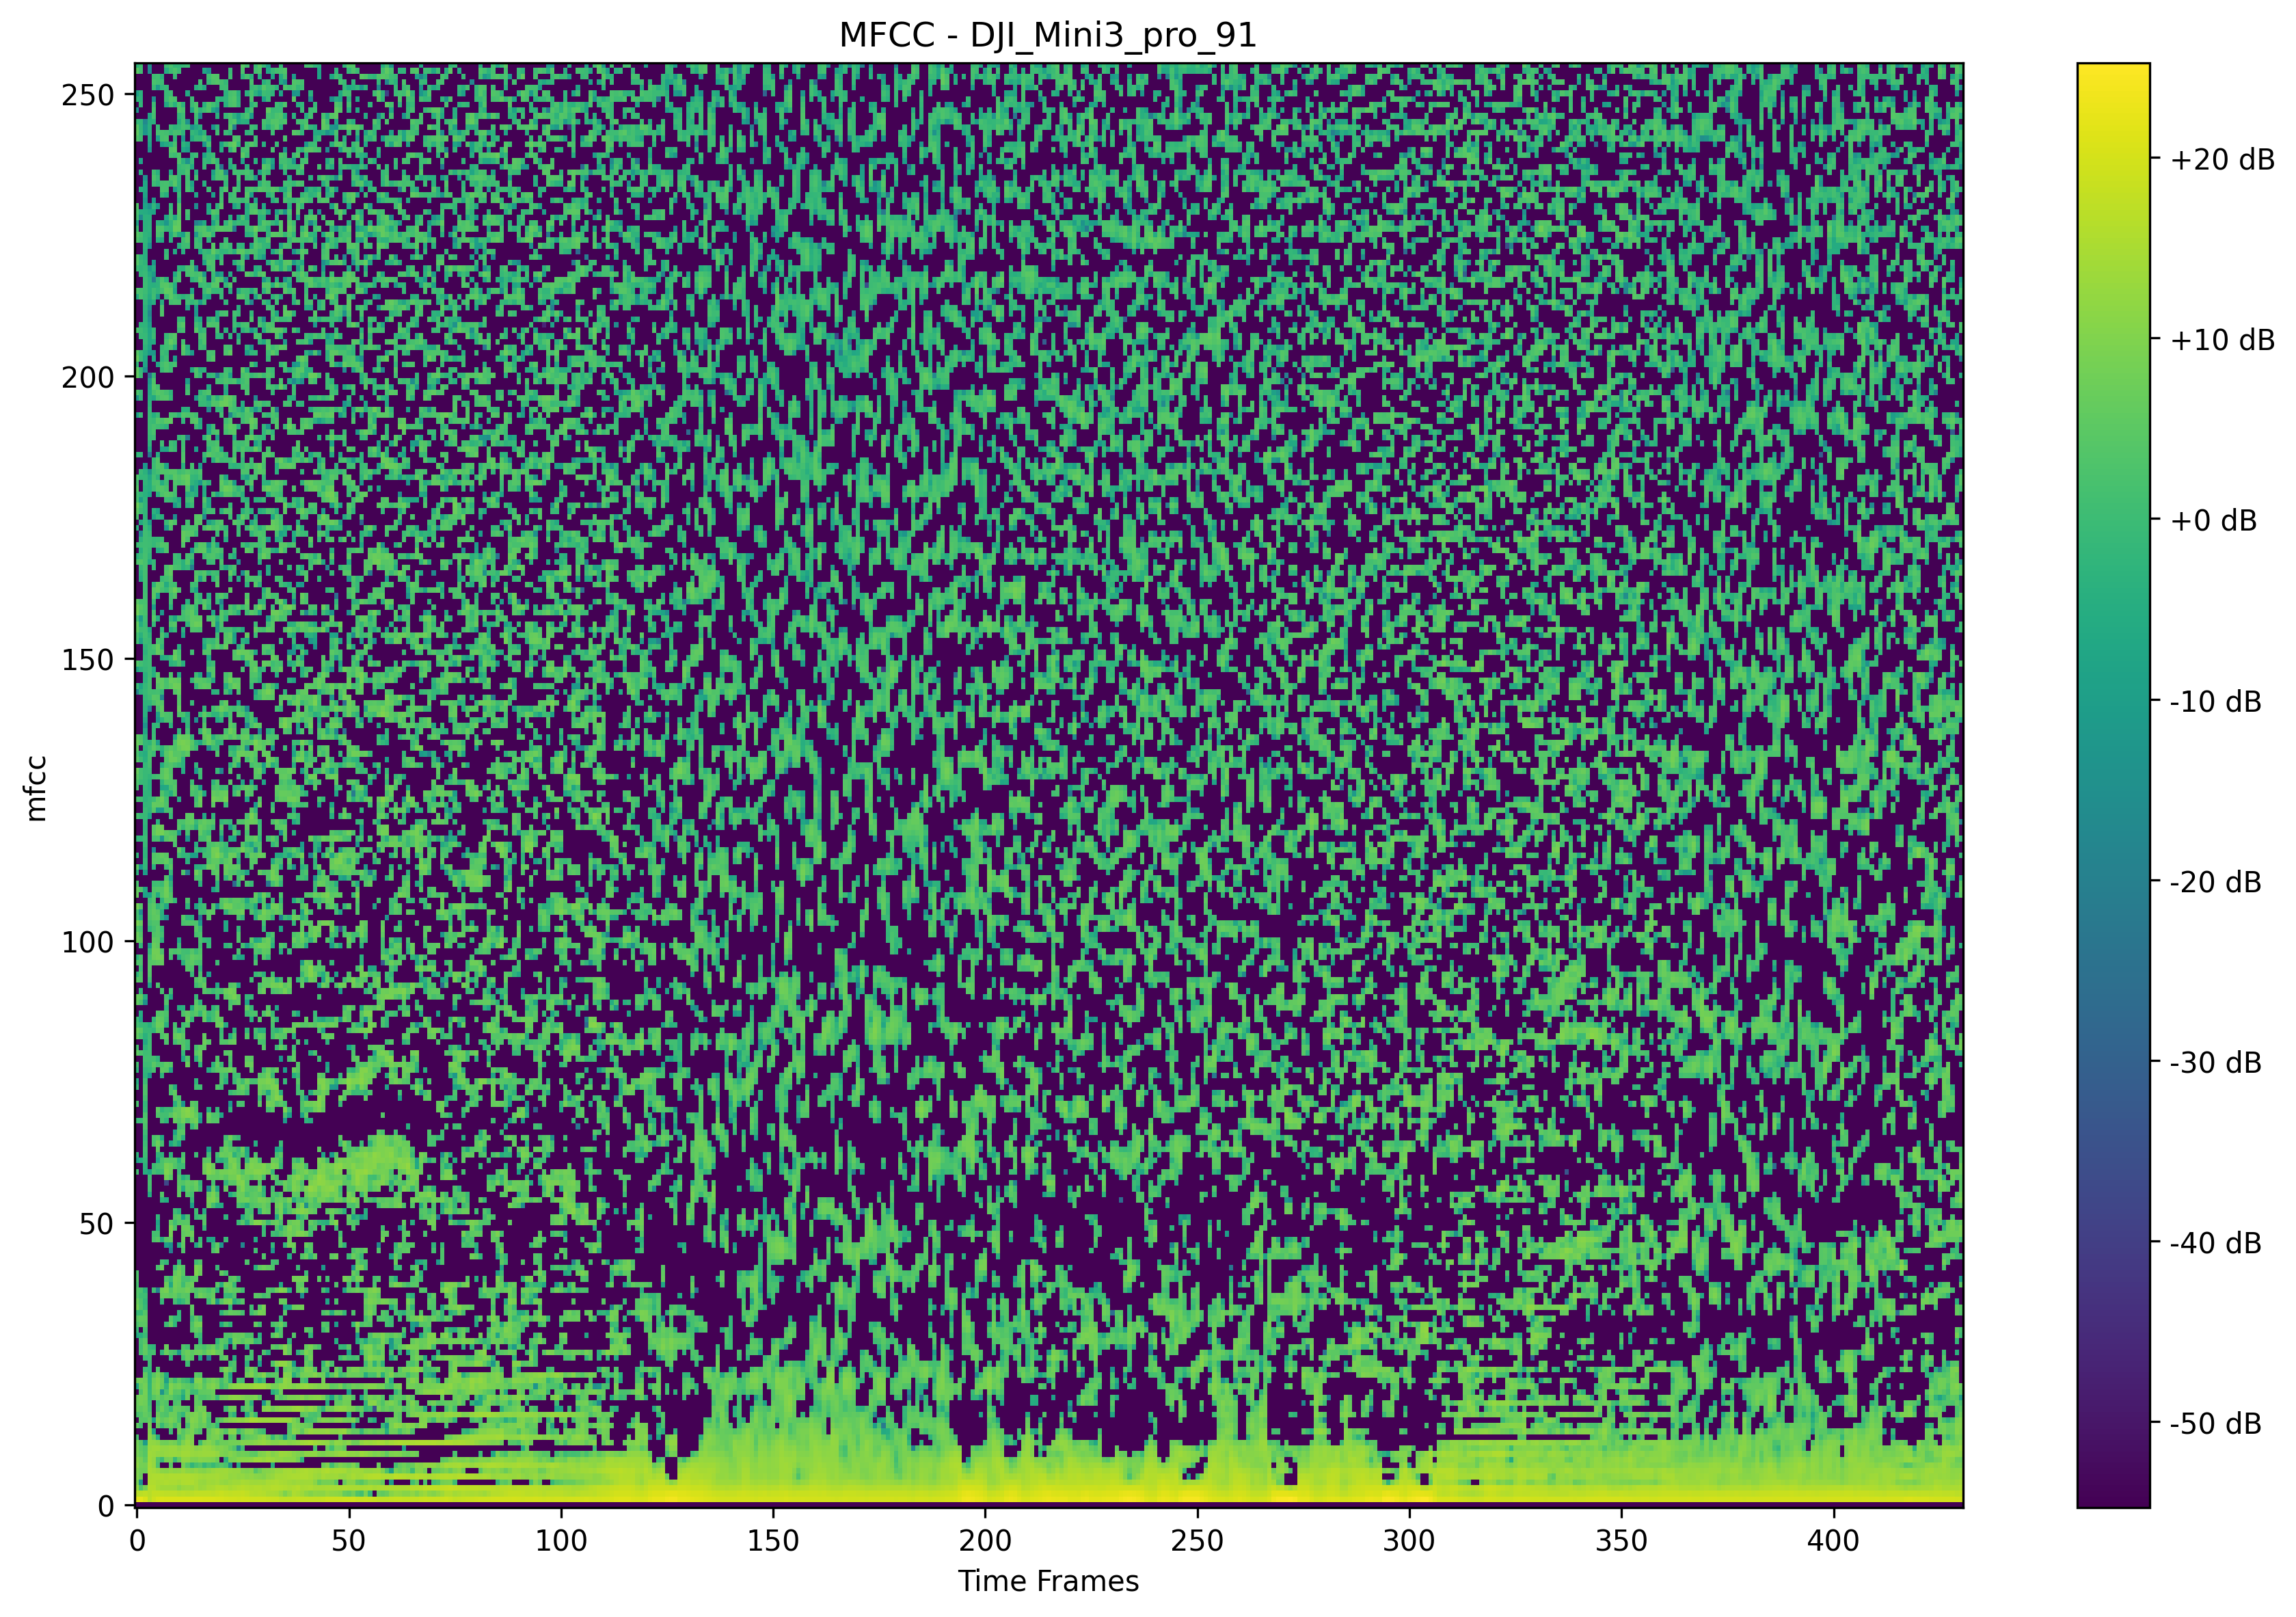 MFCC - DJI_Mini3_pro_91
250
200
150
100
50
0
mfcc
0
50
100
150
200
250
300
350
400
Time Frames
+20 dB
+10 dB
+0 dB
-10 dB
-20 dB
-30 dB
-40 dB
-50 dB